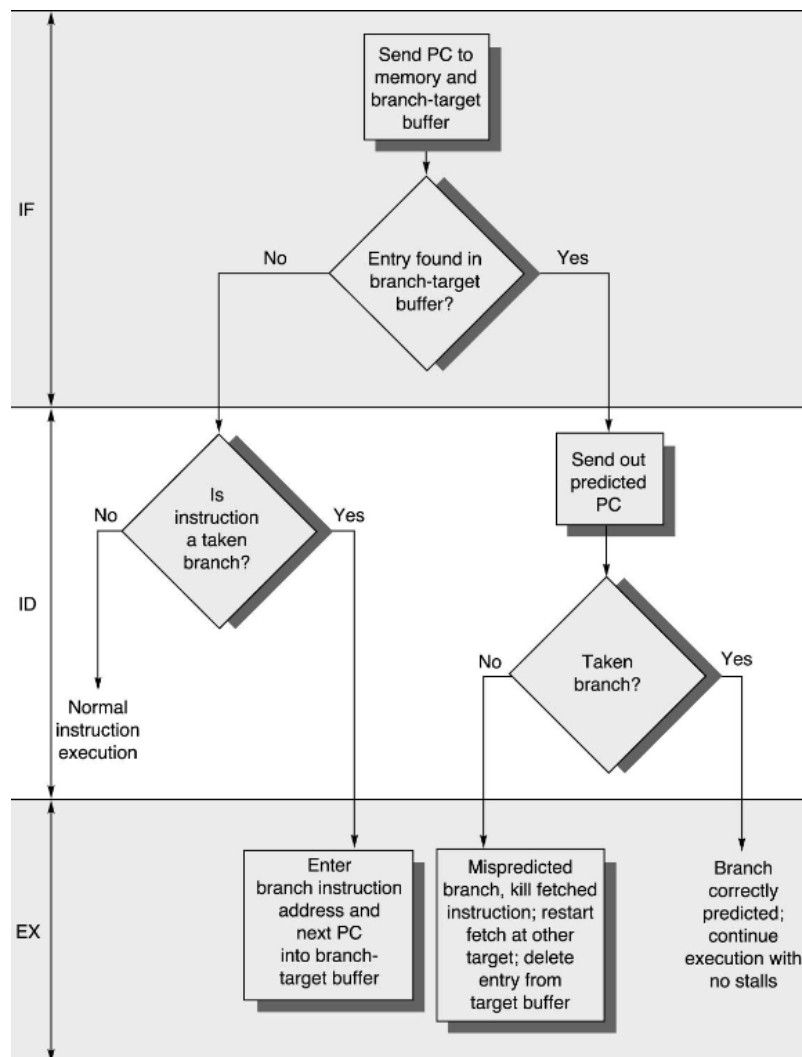 Send PC to
memory and
branch-target
buffer
IF
No
Entry found in
branch-target
buffer?
Yes
No
Is
instruction
a taken
branch?
Yes
Send out
predicted
PC
ID
No
Taken
branch?
Yes
Normal
instruction
execution
EX
Enter
branch instruction
address and
next PC
into branch-
target buffer
Mispredicted
branch, kill fetched
instruction; restart
fetch at other
target; delete
entry from
target buffer
Branch
correctly
predicted;
continue
execution with
no stalls